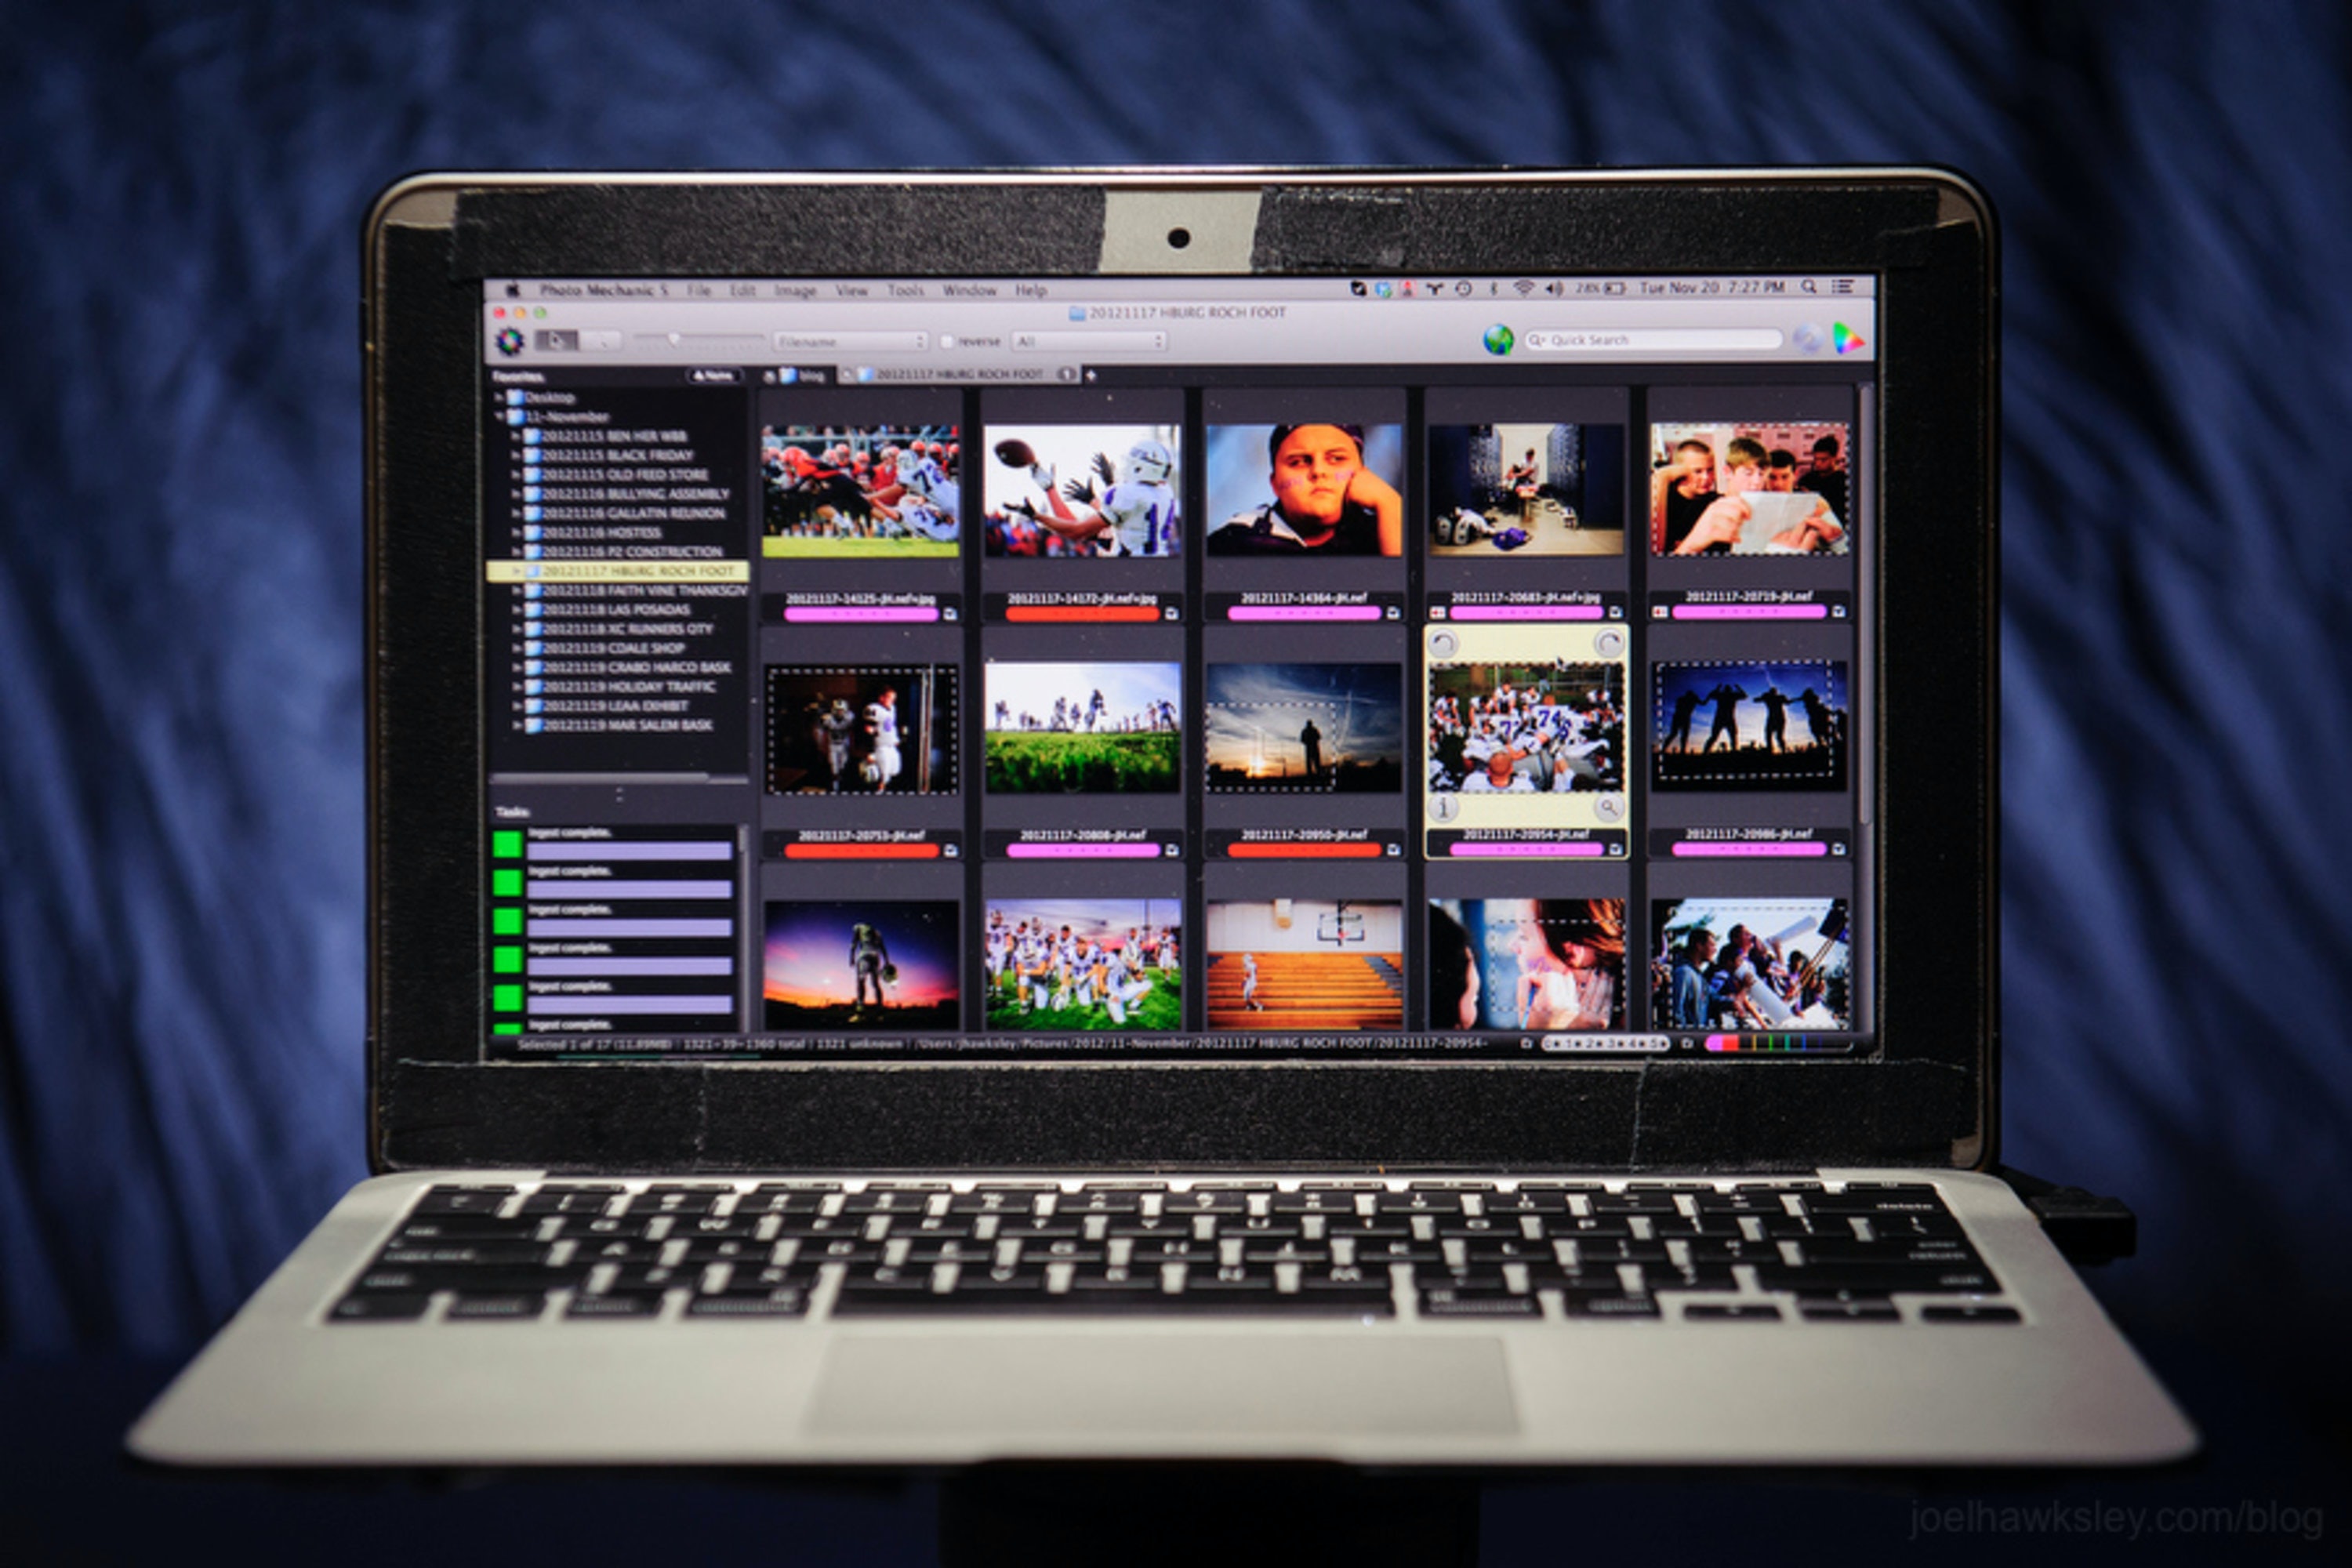 Photo Mechanic 5 File Edit Image View Tools Window Help 28% Tue Nov 20 7:27 PM
20121117 HBURG ROCH FOOT
Filename reverse All Quick Search
Favorites Name blog 20121117 HBURG ROCH FOOT
Desktop
11-November
20121115 BEN HER WBB
20121115 BLACK FRIDAY
20121115 OLD FEED STORE
20121116 BULLYING ASSEMBLY
20121116 GALLATIN REUNION
20121116 HOSTESS
20121116 P2 CONSTRUCTION
20121117 HBURG ROCH FOOT
20121118 FAITH VINE THANKSGIV
20121118 LAS POSADAS
20121118 XC RUNNERS QTY
20121119 CDALE SHOP
20121119 CRABO HARCO BASK
20121119 HOLIDAY TRAFFIC
20121119 LEAA EXHIBIT
20121119 MAR SALEM BASK
20121117-14125-JH.nef+jpg 20121117-14172-JH.nef+jpg 20121117-14364-JH.nef 20121117-20683-JH.nef+jpg 20121117-20719-JH.nef
20121117-20753-JH.nef 20121117-20808-JH.nef 20121117-20950-JH.nef 20121117-20954-JH.nef 20121117-20986-JH.nef
Tasks
Ingest complete.
Ingest complete.
Ingest complete.
Ingest complete.
Ingest complete.
Ingest complete.
Selected 1 of 17 (11.89MB) | 1321+39=1360 total | 1321 unknown | /Users/jhawksley/Pictures/2012/11-November/20121117 HBURG ROCH FOOT/20121117-20954-
delete
return
joelhawksley.com/blog